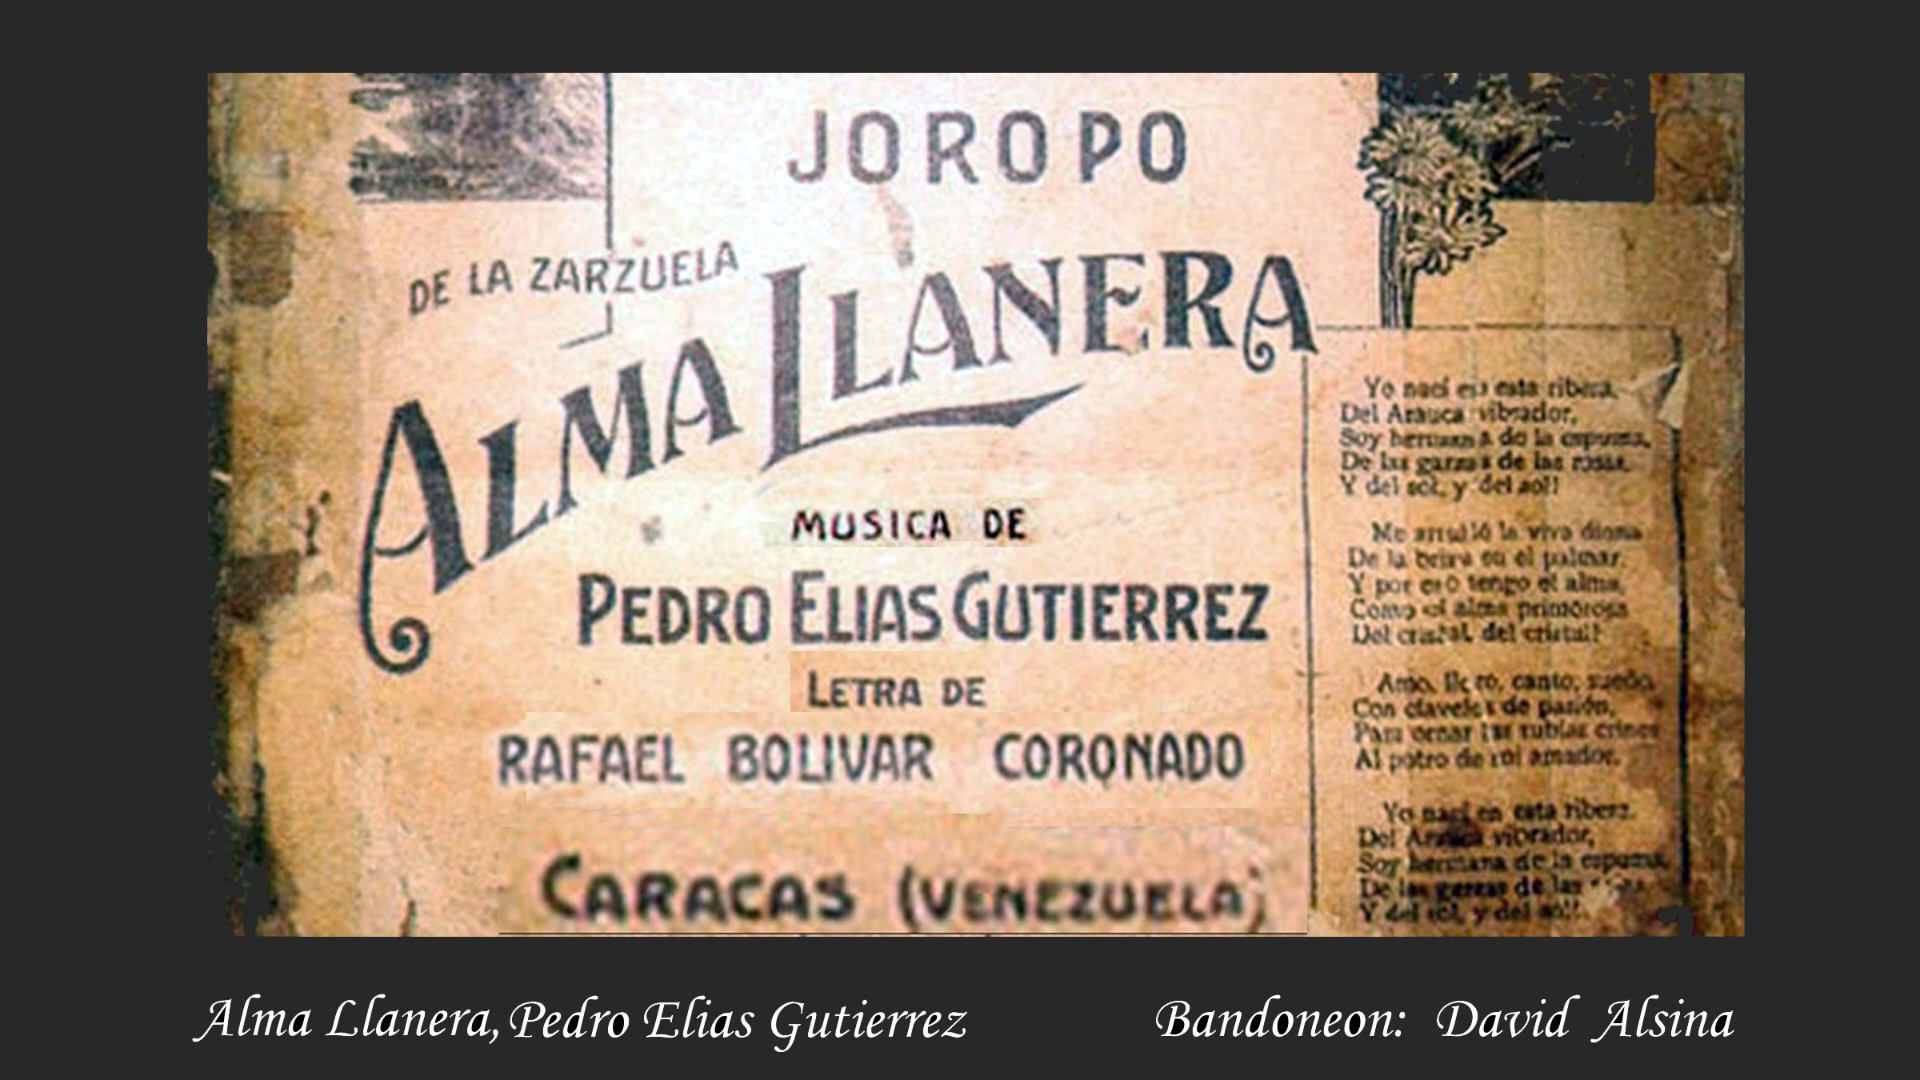 JOROPO
DE LA ZARZUELA
ALMA LLANERA
MUSICA DE
PEDRO ELIAS GUTIERREZ
LETRA DE
RAFAEL BOLIVAR CORONADO
CARACAS (VENEZUELA)
Yo nací en esta ribera,
Del Arauca vibrador,
Soy hermana de la espuma,
De las garzas de las rosas,
Y del sol, y del sol!
Me arrulló la viva diana
De la brisa en el palmar.
Y por eso tengo el alma,
Como el alma primorosa
Del cristal, del cristal!
Amo, lloro, canto, sueño,
Con claveles de pasión,
Para ornar las rubias crines
Al potro de mi amador.
Yo nací en esta ribera.
Del Arauca vibrador,
Soy hermana de la espuma,
De las garzas de las
Y del sol, y del sol!
Alma Llanera, Pedro Elias Gutierrez
Bandoneon: David Alsina